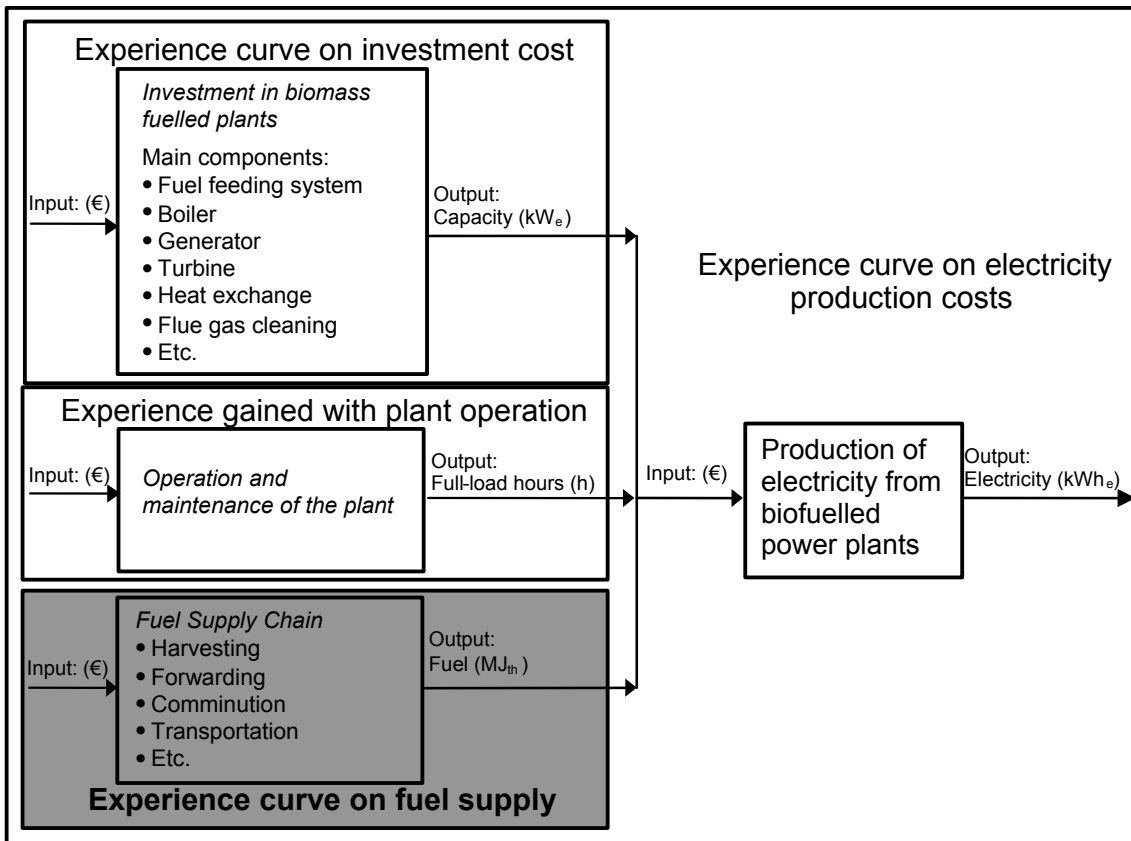 Experience curve on investment cost
Investment in biomass
fuelled plants
Main components:
• Fuel feeding system
• Boiler
• Generator
• Turbine
• Heat exchange
• Flue gas cleaning
• Etc.
Input: (€)
Output:
Capacity (kWe)
Experience gained with plant operation
Input: (€)
Operation and
maintenance of the plant
Output:
Full-load hours (h)
Fuel Supply Chain
• Harvesting
• Forwarding
• Comminution
• Transportation
• Etc.
Input: (€)
Output:
Fuel (MJth)
Experience curve on fuel supply
Experience curve on electricity
production costs
Input: (€)
Production of
electricity from
biofuelled
power plants
Output:
Electricity (kWhe)